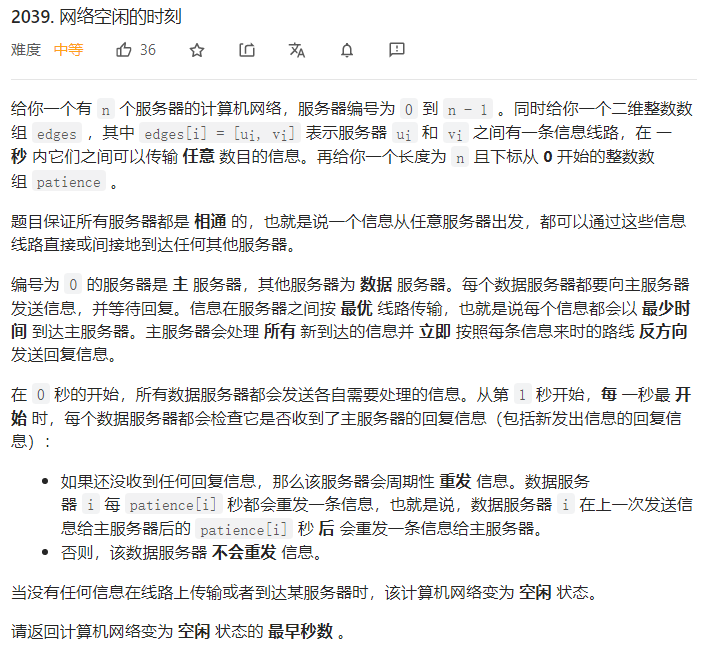 2039. 网络空闲的时刻
难度 中等 36
给你一个有 n 个服务器的计算机网络，服务器编号为 0 到 n - 1 。同时给你一个二维整数数
组 edges ，其中 edges[i] = [ui, vi] 表示服务器 ui 和 vi 之间有一条信息线路，在 一
秒 内它们之间可以传输 任意 数目的信息。再给你一个长度为 n 且下标从 0 开始的整数数
组 patience 。
题目保证所有服务器都是 相通 的，也就是说一个信息从任意服务器出发，都可以通过这些信息
线路直接或间接地到达任何其他服务器。
编号为 0 的服务器是 主 服务器，其他服务器为 数据 服务器。每个数据服务器都要向主服务器
发送信息，并等待回复。信息在服务器之间按 最优 线路传输，也就是说每个信息都会以 最少时
间 到达主服务器。主服务器会处理 所有 新到达的信息并 立即 按照每条信息来时的路线 反方向
发送回复信息。
在 0 秒的开始，所有数据服务器都会发送各自需要处理的信息。从第 1 秒开始，每 一秒最 开
始 时，每个数据服务器都会检查它是否收到了主服务器的回复信息（包括新发出信息的回复信
息）：
• 如果还没收到任何回复信息，那么该服务器会周期性 重发 信息。数据服务
器 i 每 patience[i] 秒都会重发一条信息，也就是说，数据服务器 i 在上一次发送信
息给主服务器后的 patience[i] 秒 后 会重发一条信息给主服务器。
• 否则，该数据服务器 不会重发 信息。
当没有任何信息在线路上传输或者到达某服务器时，该计算机网络变为 空闲 状态。
请返回计算机网络变为 空闲 状态的 最早秒数 。